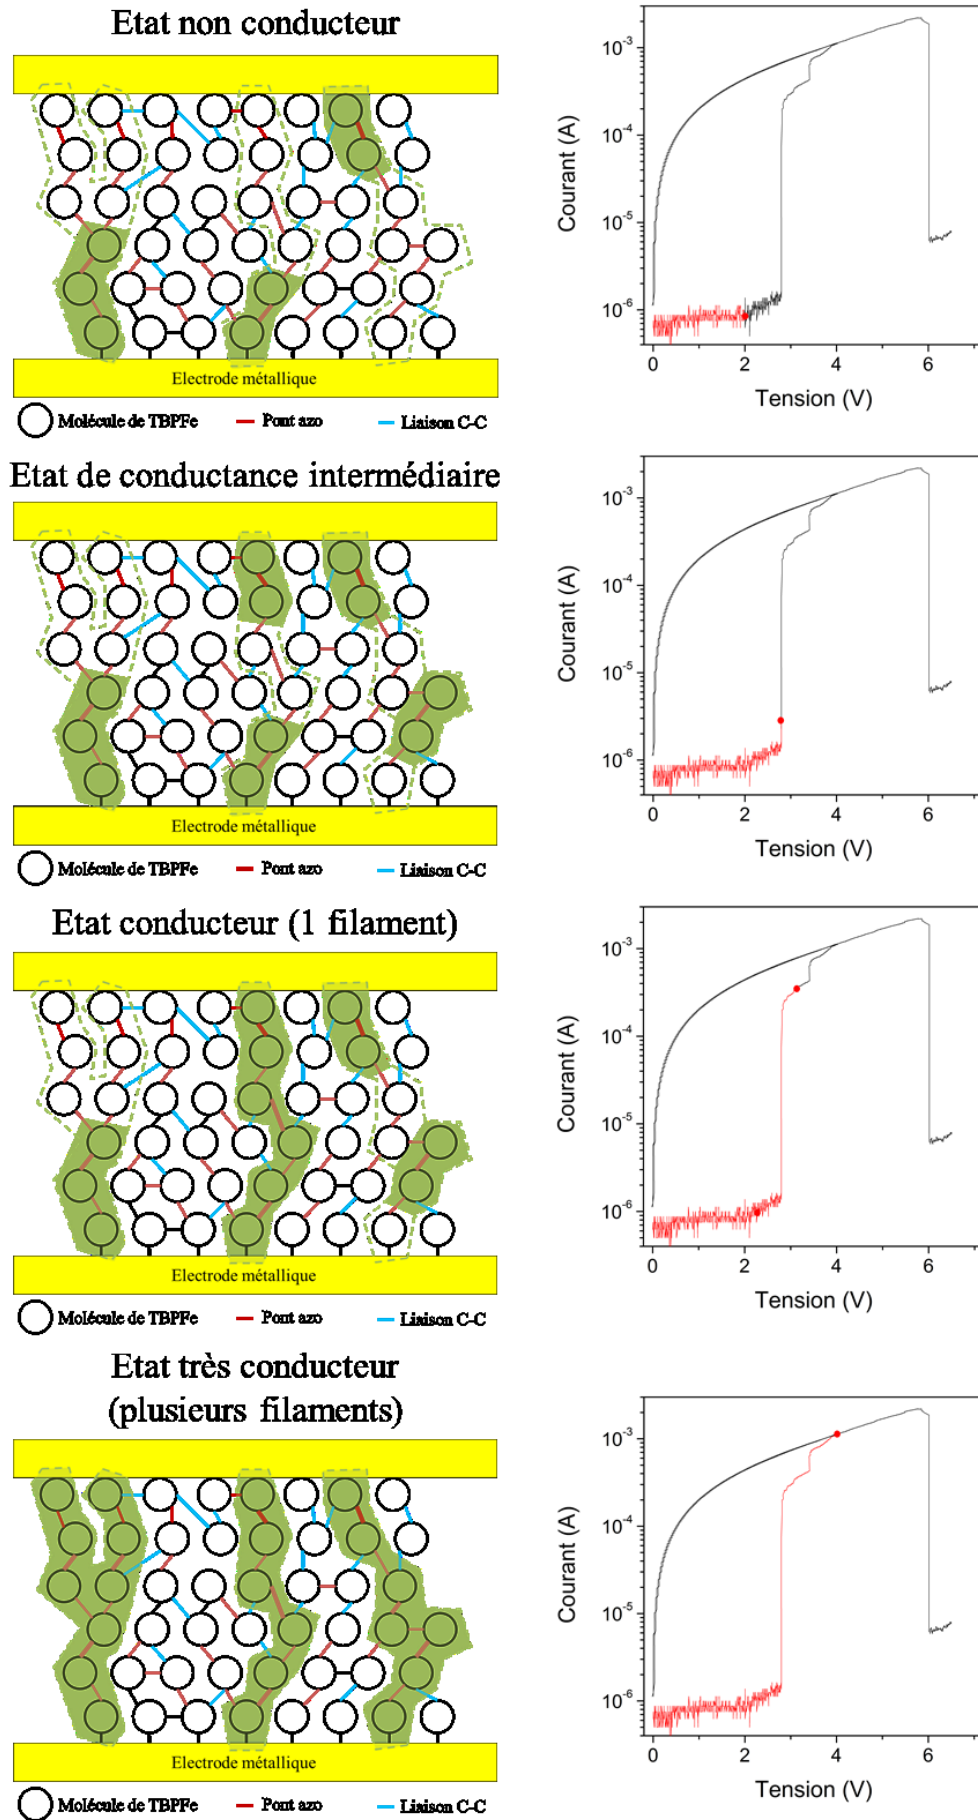 Etat non conducteur
Electrode métallique
Molécule de TBPFe Pont azo Liaison C-C
Courant (A)
10⁻³
10⁻⁴
10⁻⁵
10⁻⁶
0 2 4 6
Tension (V)
Etat de conductance intermédiaire
Electrode métallique
Molécule de TBPFe Pont azo Liaison C-C
Courant (A)
10⁻³
10⁻⁴
10⁻⁵
10⁻⁶
0 2 4 6
Tension (V)
Etat conducteur (1 filament)
Electrode métallique
Molécule de TBPFe Pont azo Liaison C-C
Courant (A)
10⁻³
10⁻⁴
10⁻⁵
10⁻⁶
0 2 4 6
Tension (V)
Etat très conducteur
(plusieurs filaments)
Electrode métallique
Molécule de TBPFe Pont azo Liaison C-C
Courant (A)
10⁻³
10⁻⁴
10⁻⁵
10⁻⁶
0 2 4 6
Tension (V)